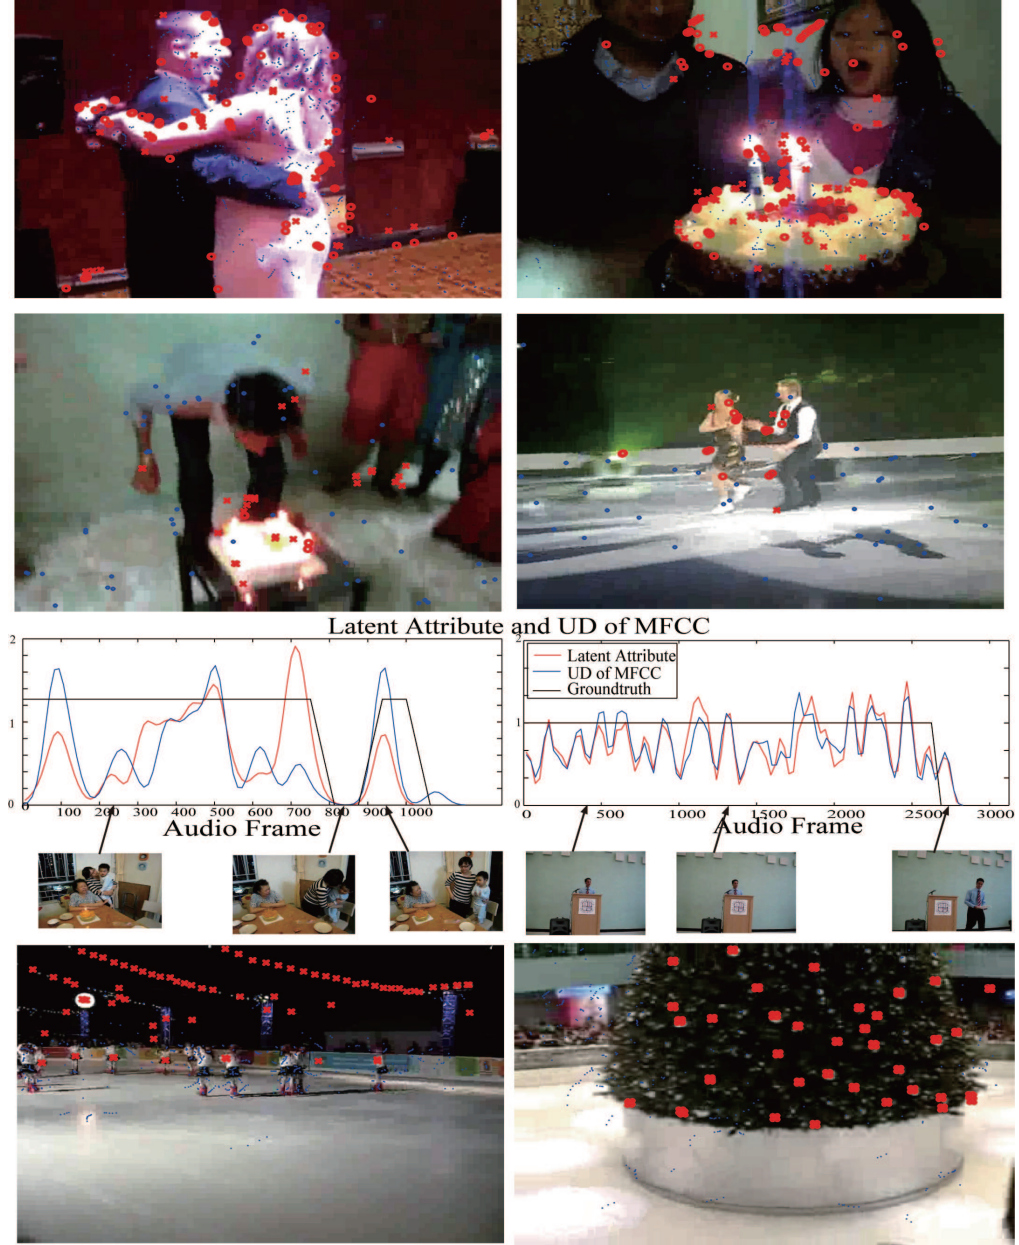 Latent Attribute and UD of MFCC
2
1
0
0 100 200 300 400 500 600 700 800 900 1000
Audio Frame
2
1
0
Latent Attribute
UD of MFCC
Groundtruth
0 500 1000 1500 2000 2500 3000
Audio Frame